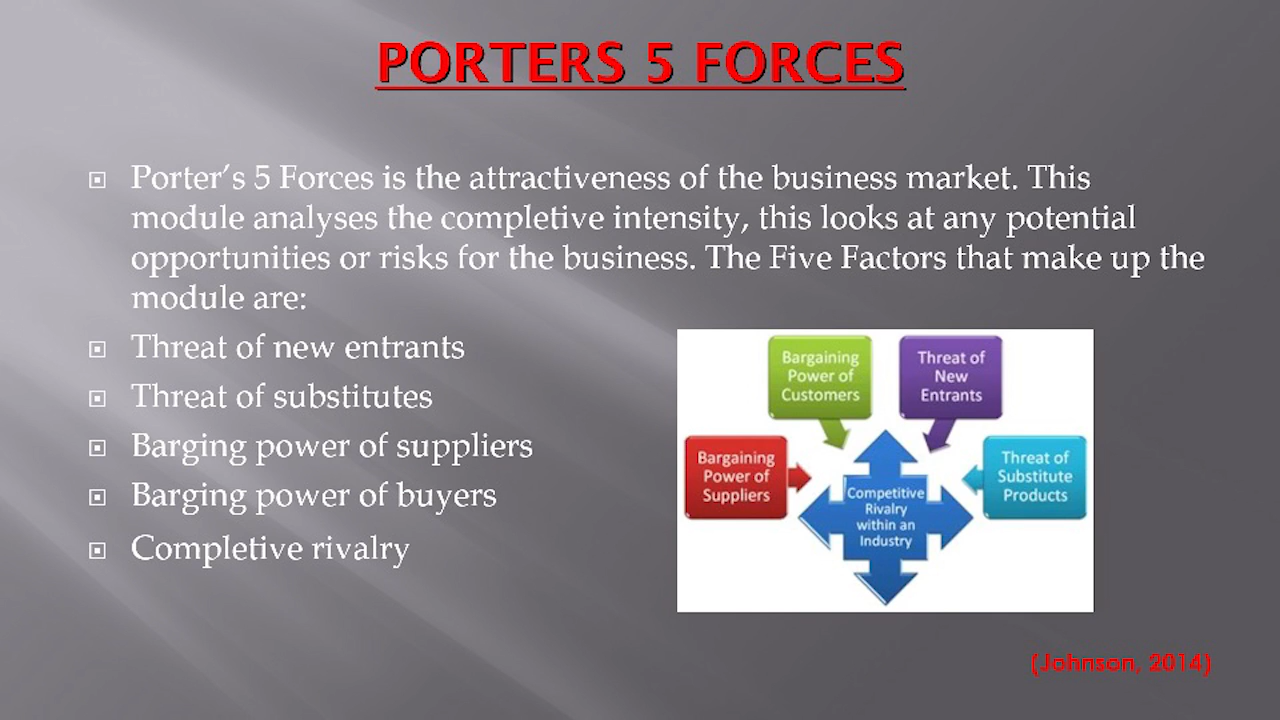 PORTERS 5 FORCES
Porter’s 5 Forces is the attractiveness of the business market. This
module analyses the completive intensity, this looks at any potential
opportunities or risks for the business. The Five Factors that make up the
module are:
Threat of new entrants
Threat of substitutes
Barging power of suppliers
Barging power of buyers
Completive rivalry
Bargaining
Power of
Customers
Threat of
New
Entrants
Bargaining
Power of
Suppliers
Competitive
Rivalry
within an
Industry
Threat of
Substitute
Products
(Johnson, 2014)